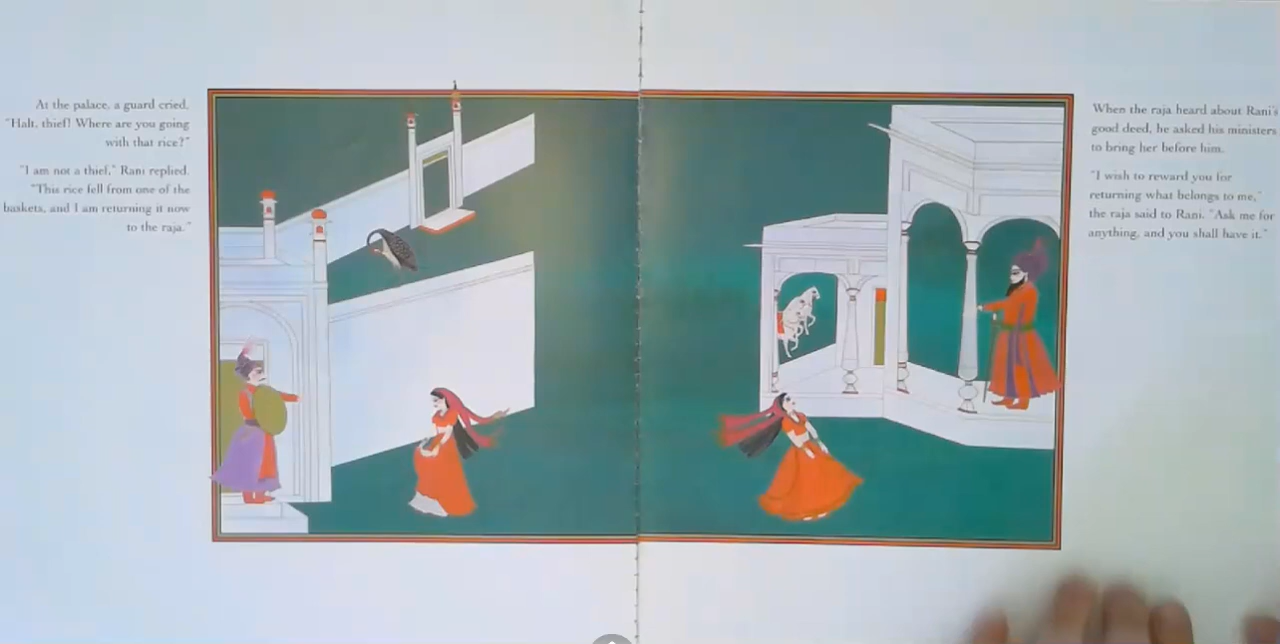 At the palace, a guard cried,
"Halt, thief! Where are you going
with that rice?"
"I am not a thief," Rani replied.
"This rice fell from one of the
baskets, and I am returning it now
to the raja."
When the raja heard about Rani's
good deed, he asked his ministers
to bring her before him.
"I wish to reward you for
returning what belongs to me,"
the raja said to Rani. "Ask me for
anything, and you shall have it."